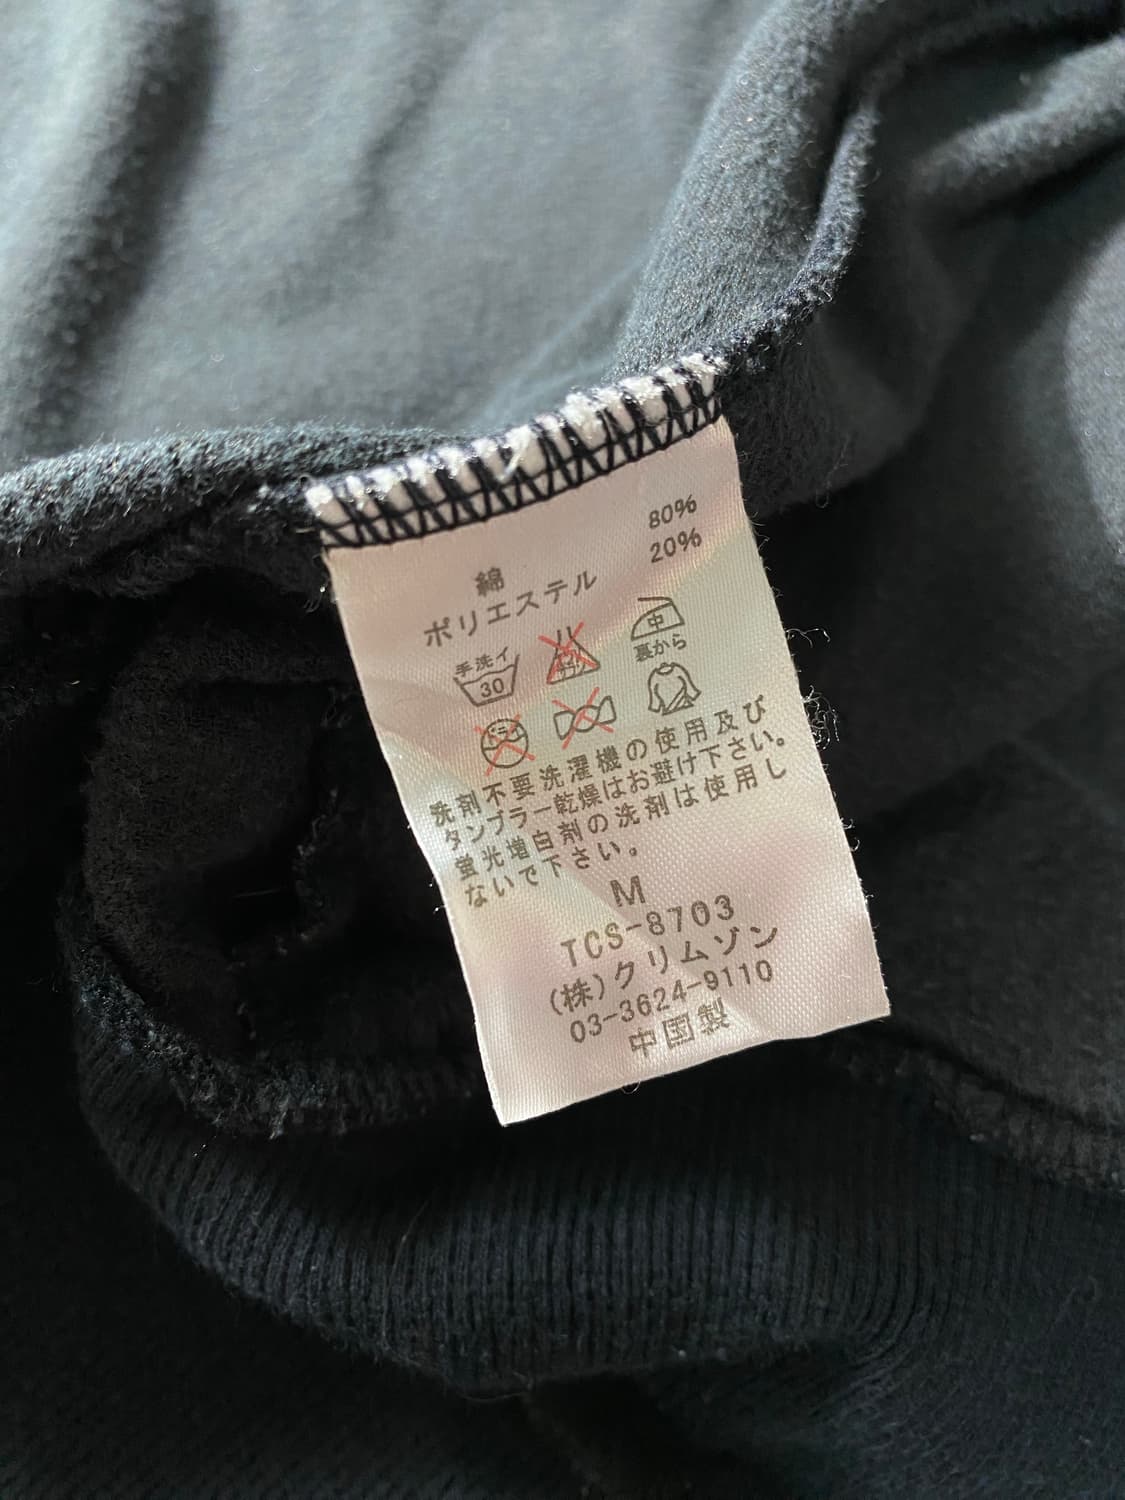 綿 80%
ポリエステル 20%
手洗イ 30
中
裏から
ドライ
洗剤不要洗濯機の使用及び
タンブラー乾燥はお避け下さい。
蛍光増白剤の洗剤は使用し
ないで下さい。
M
TCS-8703
(株)クリムゾン
03-3624-9110
中国製